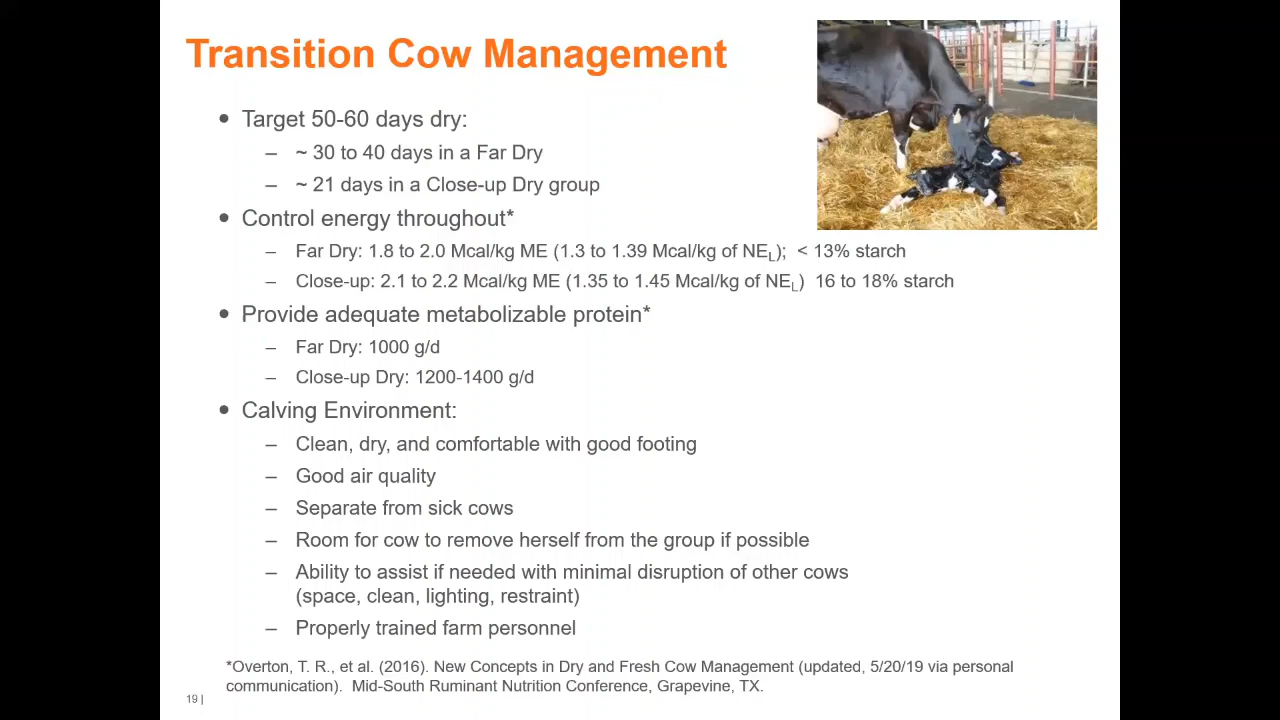 Transition Cow Management
• Target 50-60 days dry:
– ~ 30 to 40 days in a Far Dry
– ~ 21 days in a Close-up Dry group
• Control energy throughout*
– Far Dry: 1.8 to 2.0 Mcal/kg ME (1.3 to 1.39 Mcal/kg of NEL); < 13% starch
– Close-up: 2.1 to 2.2 Mcal/kg ME (1.35 to 1.45 Mcal/kg of NEL) 16 to 18% starch
• Provide adequate metabolizable protein*
– Far Dry: 1000 g/d
– Close-up Dry: 1200-1400 g/d
• Calving Environment:
– Clean, dry, and comfortable with good footing
– Good air quality
– Separate from sick cows
– Room for cow to remove herself from the group if possible
– Ability to assist if needed with minimal disruption of other cows
(space, clean, lighting, restraint)
– Properly trained farm personnel
*Overton, T. R., et al. (2016). New Concepts in Dry and Fresh Cow Management (updated, 5/20/19 via personal
communication). Mid-South Ruminant Nutrition Conference, Grapevine, TX.
19 |